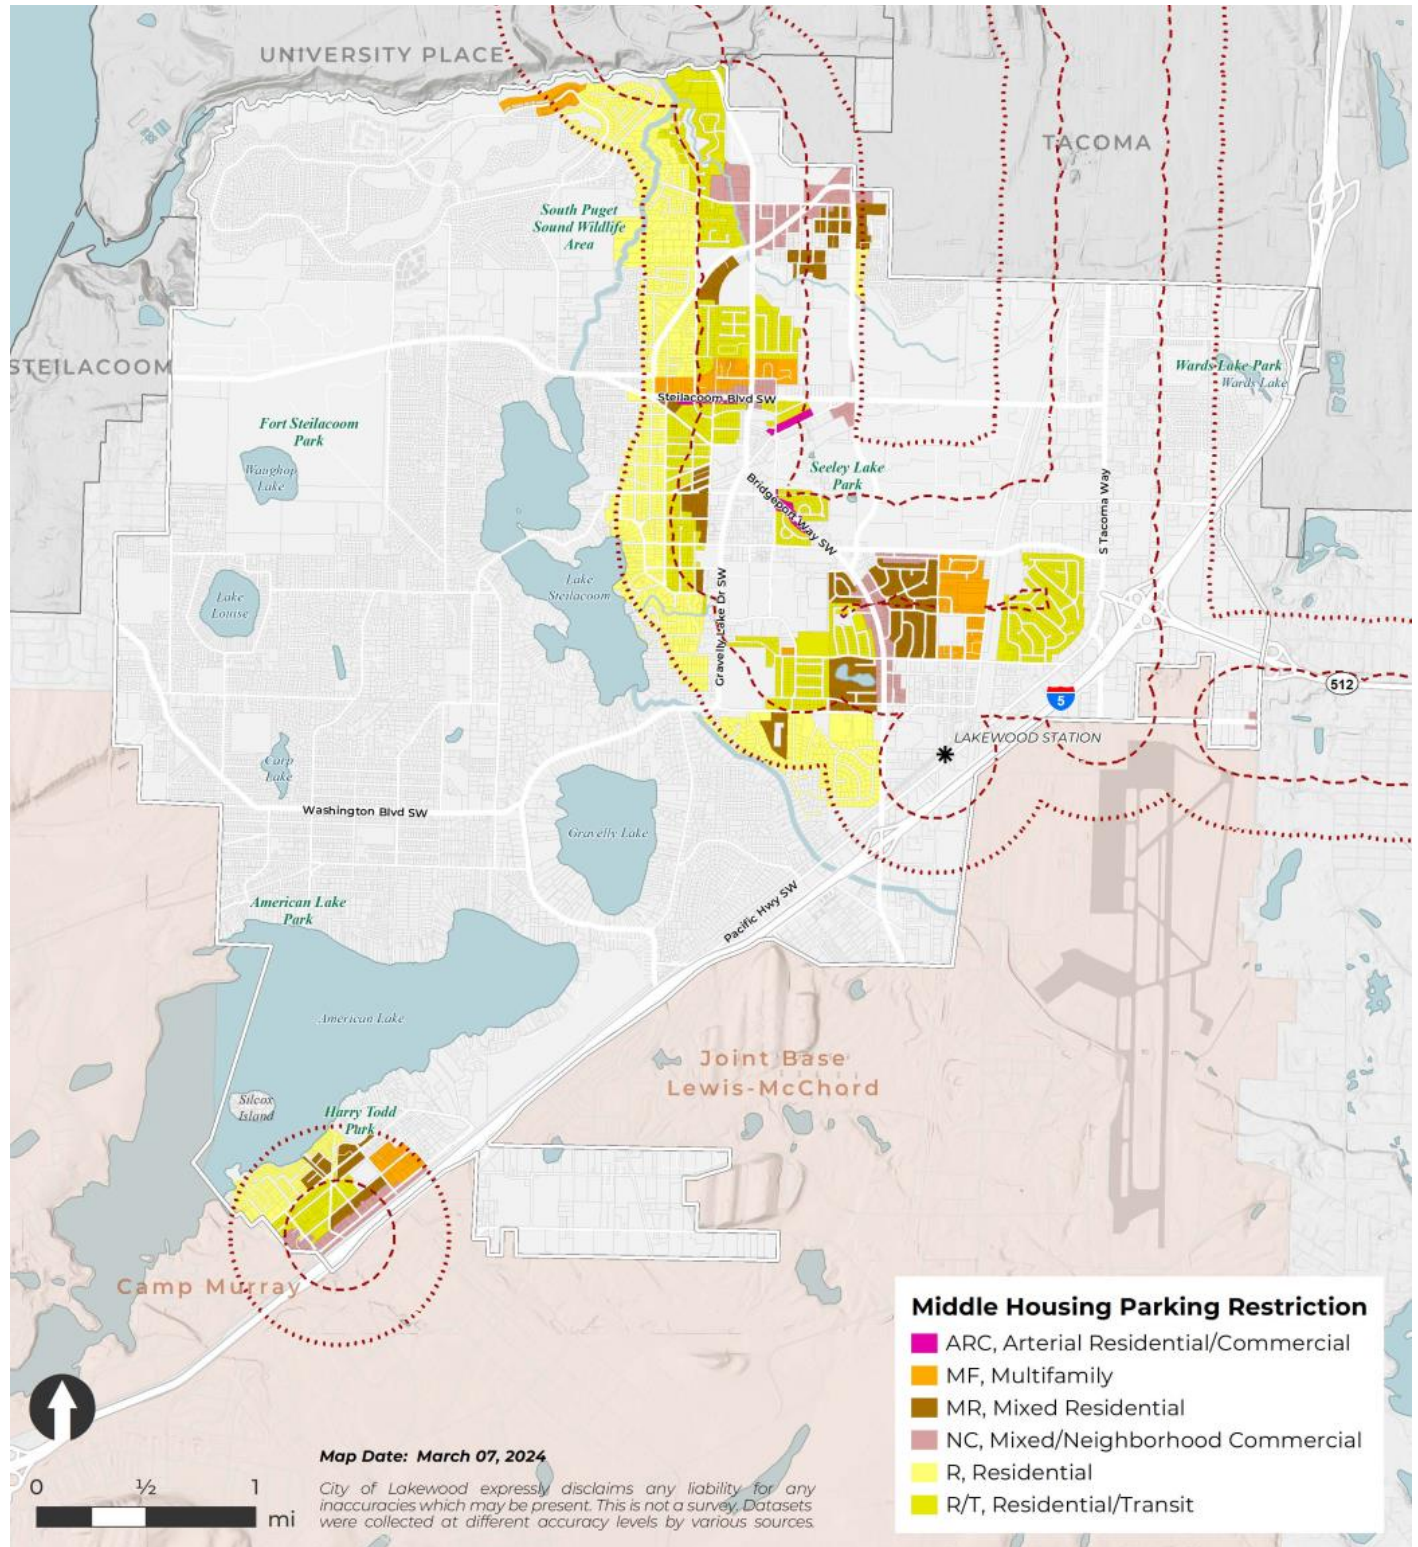 UNIVERSITY PLACE
TACOMA
South Puget
Sound Wildlife
Area
STEILACOOM
Wards Lake Park
Wards Lake
Steilacoom Blvd SW
Fort Steilacoom
Park
Waughop
Lake
Seeley Lake
Park
Bridgeport Way SW
S Tacoma Way
Lake
Louise
Lake
Steilacoom
Gravelly Lake Dr SW
512
5
LAKEWOOD STATION
Carp
Lake
Washington Blvd SW
Gravelly Lake
American Lake
Park
Pacific Hwy SW
American Lake
Joint Base
Lewis-McChord
Silcox
Island
Harry Todd
Park
Camp Murray
Middle Housing Parking Restriction
ARC, Arterial Residential/Commercial
MF, Multifamily
MR, Mixed Residential
NC, Mixed/Neighborhood Commercial
R, Residential
R/T, Residential/Transit
Map Date: March 07, 2024
0 ½ 1
mi
City of Lakewood expressly disclaims any liability for any
inaccuracies which may be present. This is not a survey. Datasets
were collected at different accuracy levels by various sources.